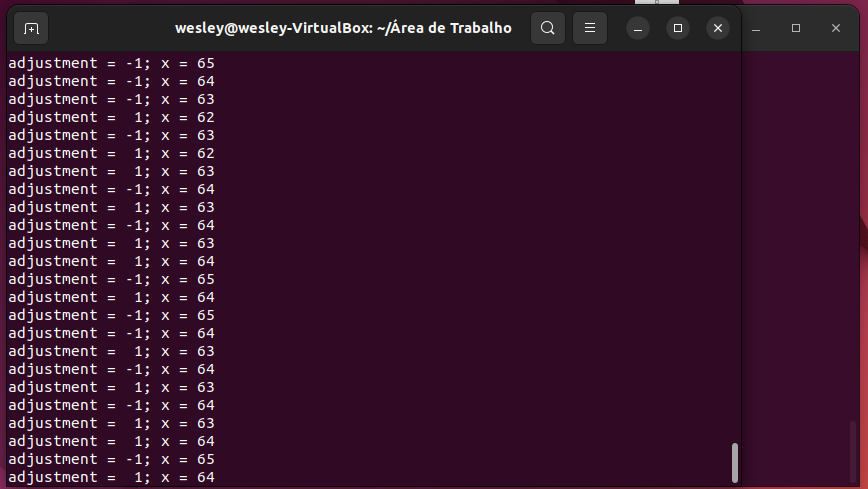 wesley@wesley-VirtualBox: ~/Área de Trabalho
adjustment = -1; x = 65
adjustment = -1; x = 64
adjustment = -1; x = 63
adjustment =  1; x = 62
adjustment = -1; x = 63
adjustment =  1; x = 62
adjustment =  1; x = 63
adjustment = -1; x = 64
adjustment =  1; x = 63
adjustment = -1; x = 64
adjustment =  1; x = 63
adjustment =  1; x = 64
adjustment = -1; x = 65
adjustment =  1; x = 64
adjustment = -1; x = 65
adjustment = -1; x = 64
adjustment =  1; x = 63
adjustment = -1; x = 64
adjustment =  1; x = 63
adjustment = -1; x = 64
adjustment =  1; x = 63
adjustment =  1; x = 64
adjustment = -1; x = 65
adjustment =  1; x = 64